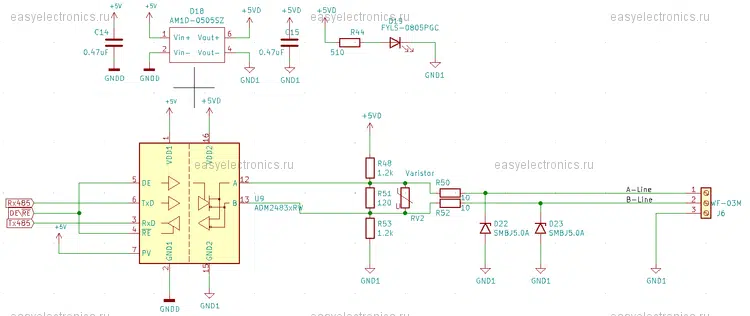 easyelectronics.ru
easyelectronics.ru
easyelectronics.ru
+5V
D18
+5VD
+5VD
D19
AM1D-0505SZ
FYLS-0805PGC
C14
+5V
1
Vin+
Vout+
6
+5VD
C15
R44
0.47uF
2
Vin-
Vout-
4
0.47uF
510
GNDD
GNDD
GND1
GND1
GND1
+5V
+5VD
+5VD
1
16
VDD1
VDD2
easyelectronics.ru
easyelectronics.ru
easyelectronics.ru
R48
1.2k
Varistor
5
DE
A
12
R50
A-Line
1
Rx485
6
TxD
U9
R51
10
B-Line
2
WF-03M
DE\RE
B
13
ADM2483xRW
120
10
Tx485
3
RxD
RV2
R52
3
J6
+5V
4
RE
R53
D22
D23
1.2k
SMBJ5.0A
SMBJ5.0A
7
PV
GND1
GND2
2
15
GND1
GND1
GND1
GND1
GNDD
GND1
easyelectronics.ru
easyelectronics.ru
easyelectronics.ru